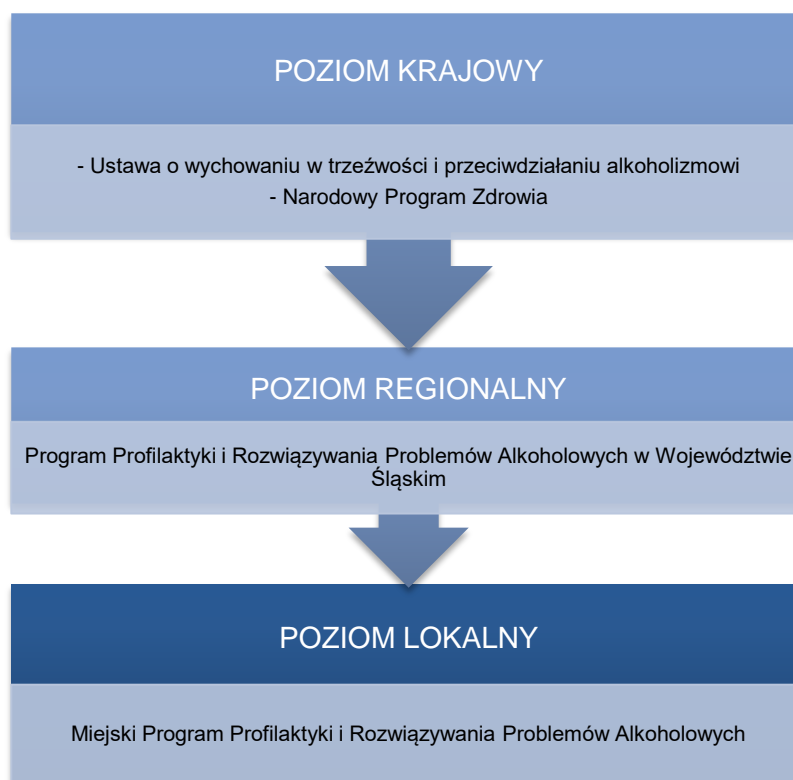 POZIOM KRAJOWY
- Ustawa o wychowaniu w trzeźwości i przeciwdziałaniu alkoholizmowi
- Narodowy Program Zdrowia
POZIOM REGIONALNY
Program Profilaktyki i Rozwiązywania Problemów Alkoholowych w Województwie
Śląskim
POZIOM LOKALNY
Miejski Program Profilaktyki i Rozwiązywania Problemów Alkoholowych